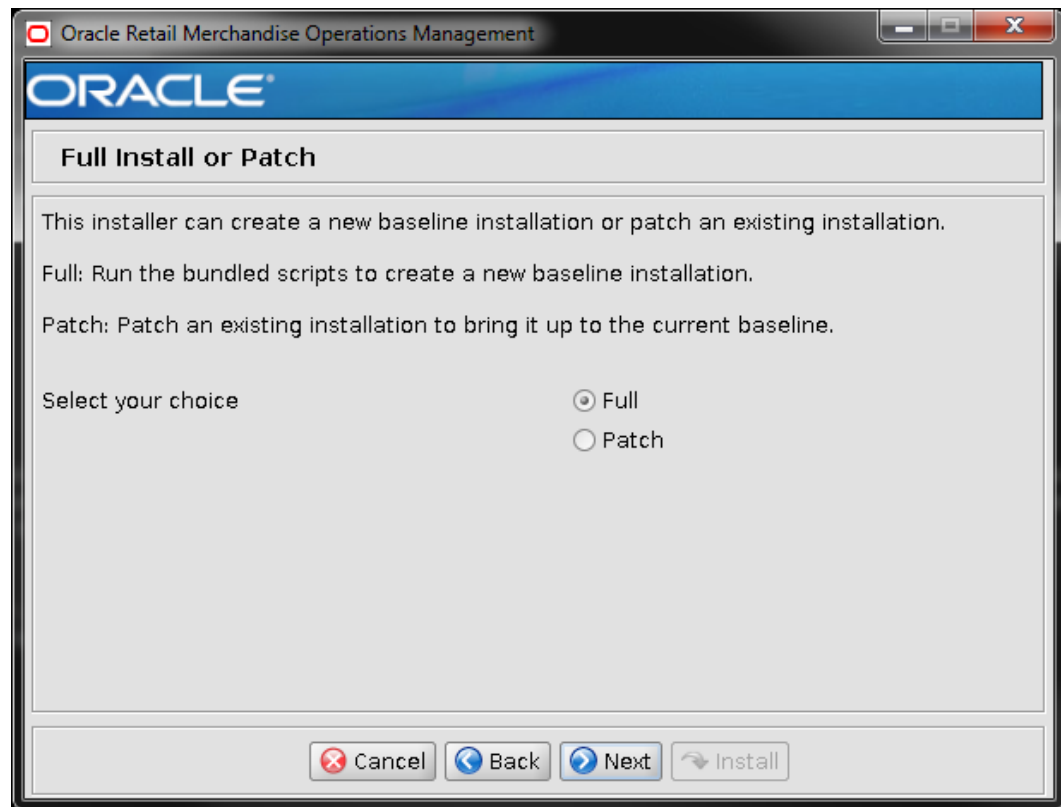 Oracle Retail Merchandise Operations Management
ORACLE®
Full Install or Patch
This installer can create a new baseline installation or patch an existing installation.
Full: Run the bundled scripts to create a new baseline installation.
Patch: Patch an existing installation to bring it up to the current baseline.
Select your choice
Full
Patch
Cancel
Back
Next
Install